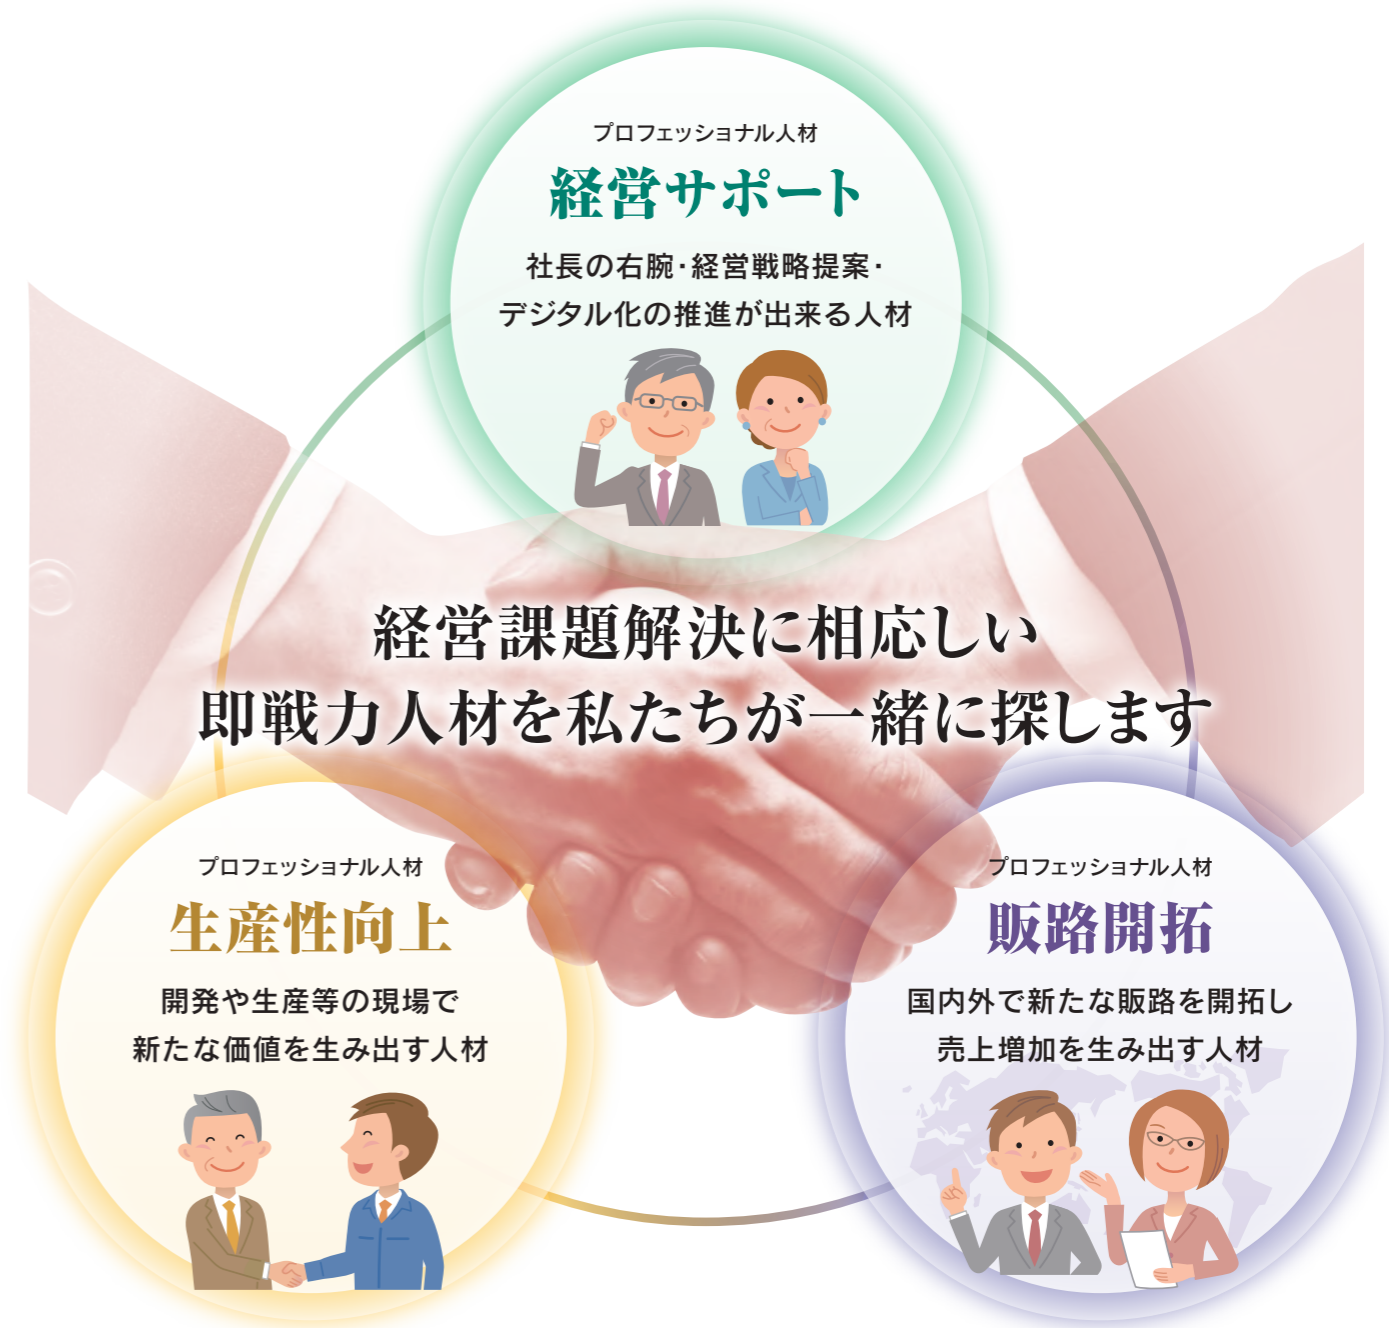 プロフェッショナル人材
経営サポート
社長の右腕・経営戦略提案・
デジタル化の推進が出来る人材
経営課題解決に相応しい
即戦力人材を私たちが一緒に探します
プロフェッショナル人材
生産性向上
開発や生産等の現場で
新たな価値を生み出す人材
プロフェッショナル人材
販路開拓
国内外で新たな販路を開拓し
売上増加を生み出す人材